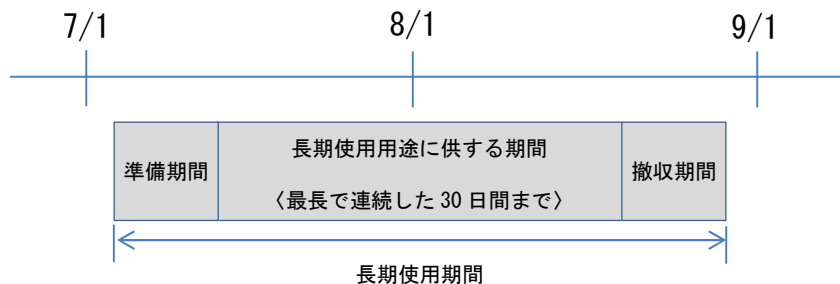 7/1 8/1 9/1
準備期間 長期使用用途に供する期間 撤収期間
〈最長で連続した 30 日間まで〉
長期使用期間